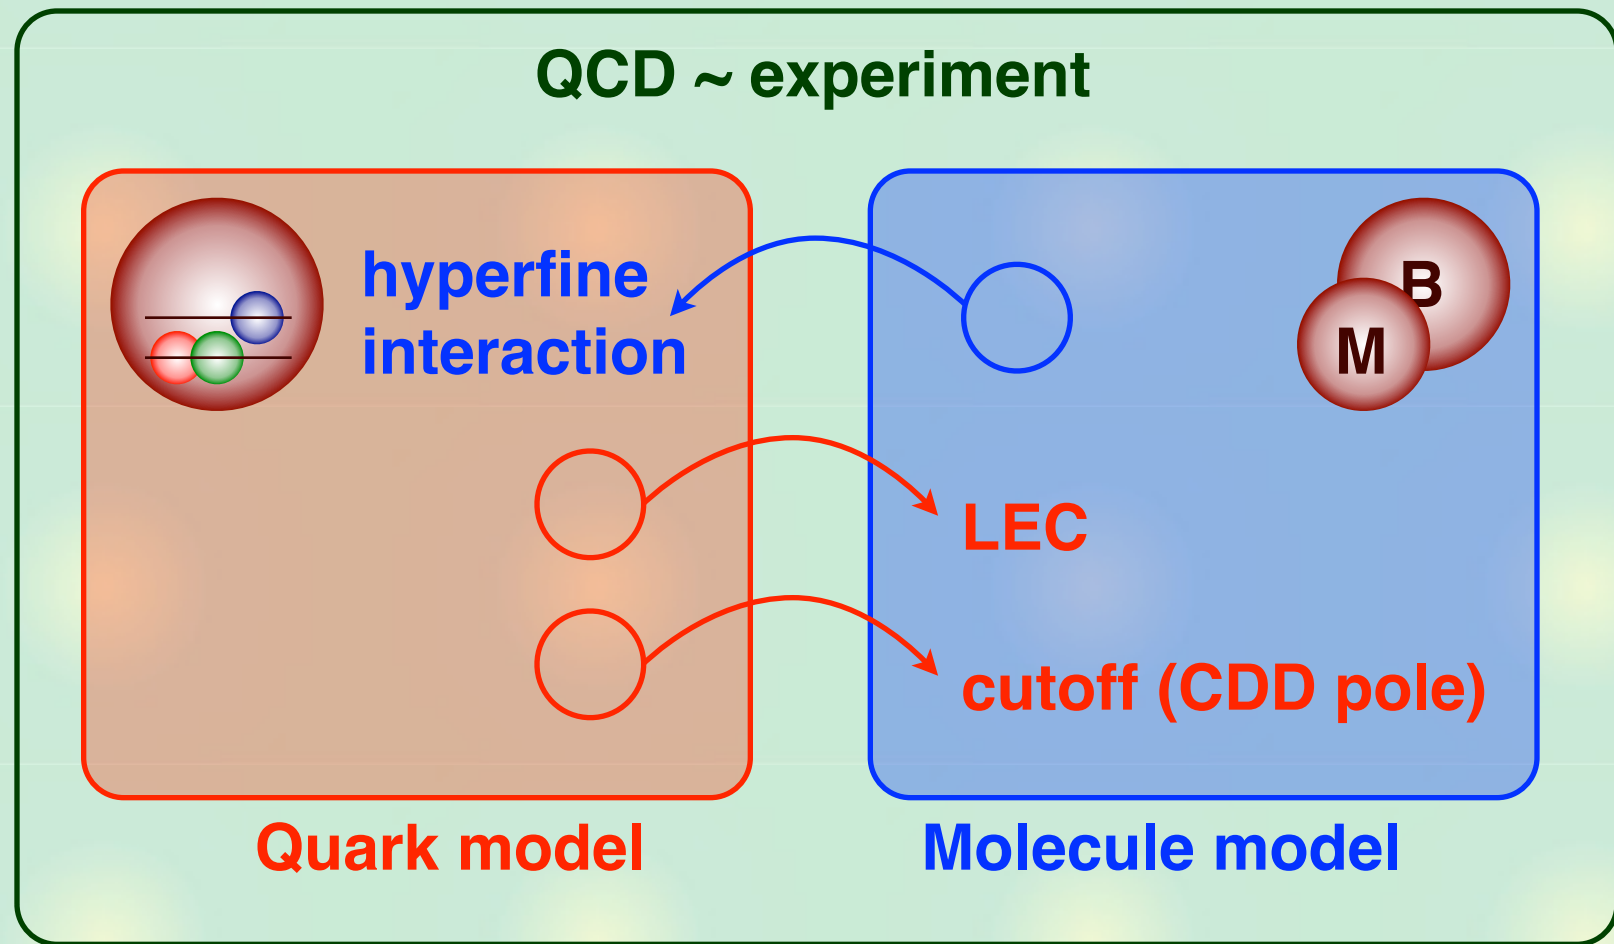 QCD ~ experiment
hyperfine
interaction
B
M
LEC
cutoff (CDD pole)
Quark model
Molecule model